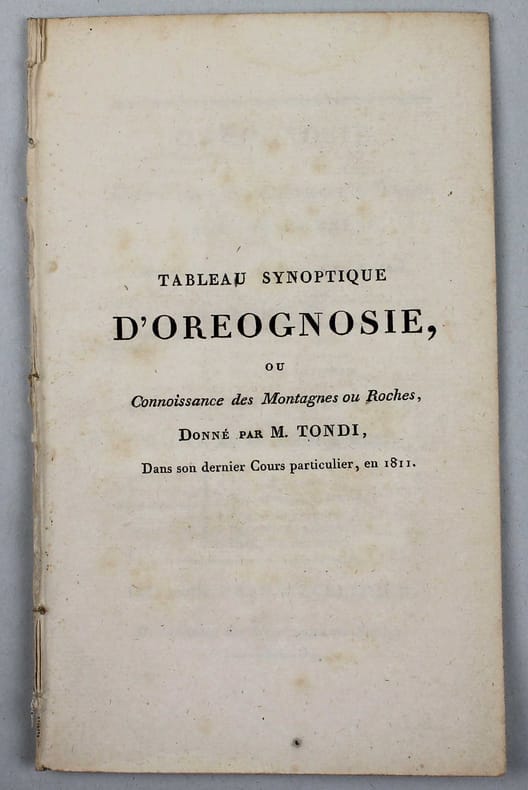 TABLEAU SYNOPTIQUE
D'OREOGNOSIE,
OU
Connoissance des Montagnes ou Roches,
DONNÉ PAR M. TONDI,
Dans son dernier Cours particulier, en 1811.